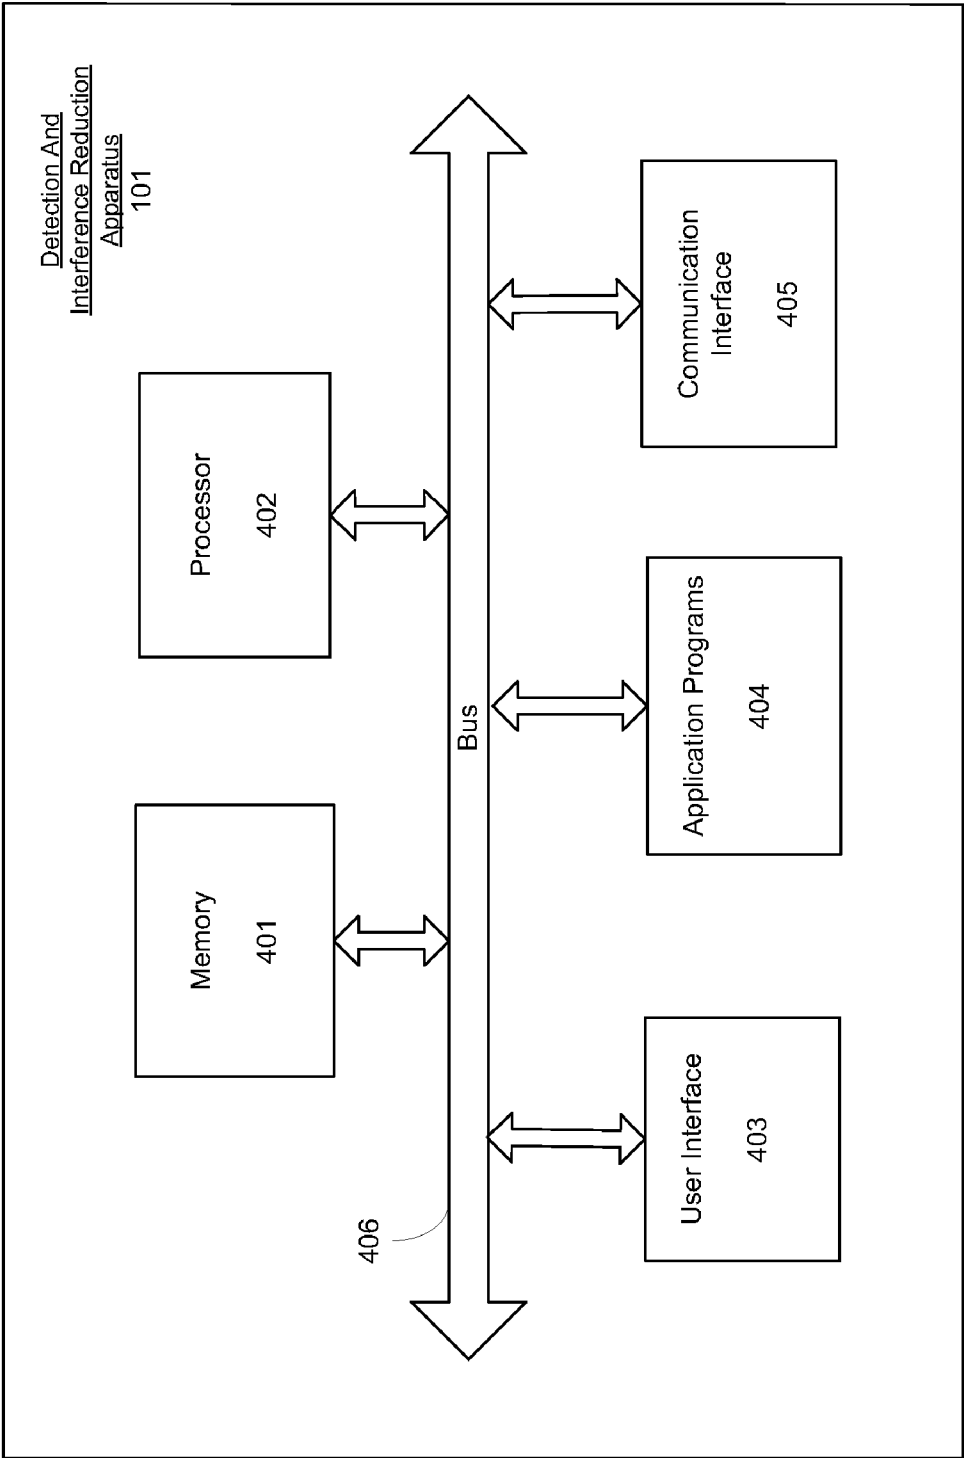 Detection And
Interference Reduction
Apparatus
101
Memory
401
Processor
402
406
Bus
User Interface
403
Application Programs
404
Communication
Interface
405